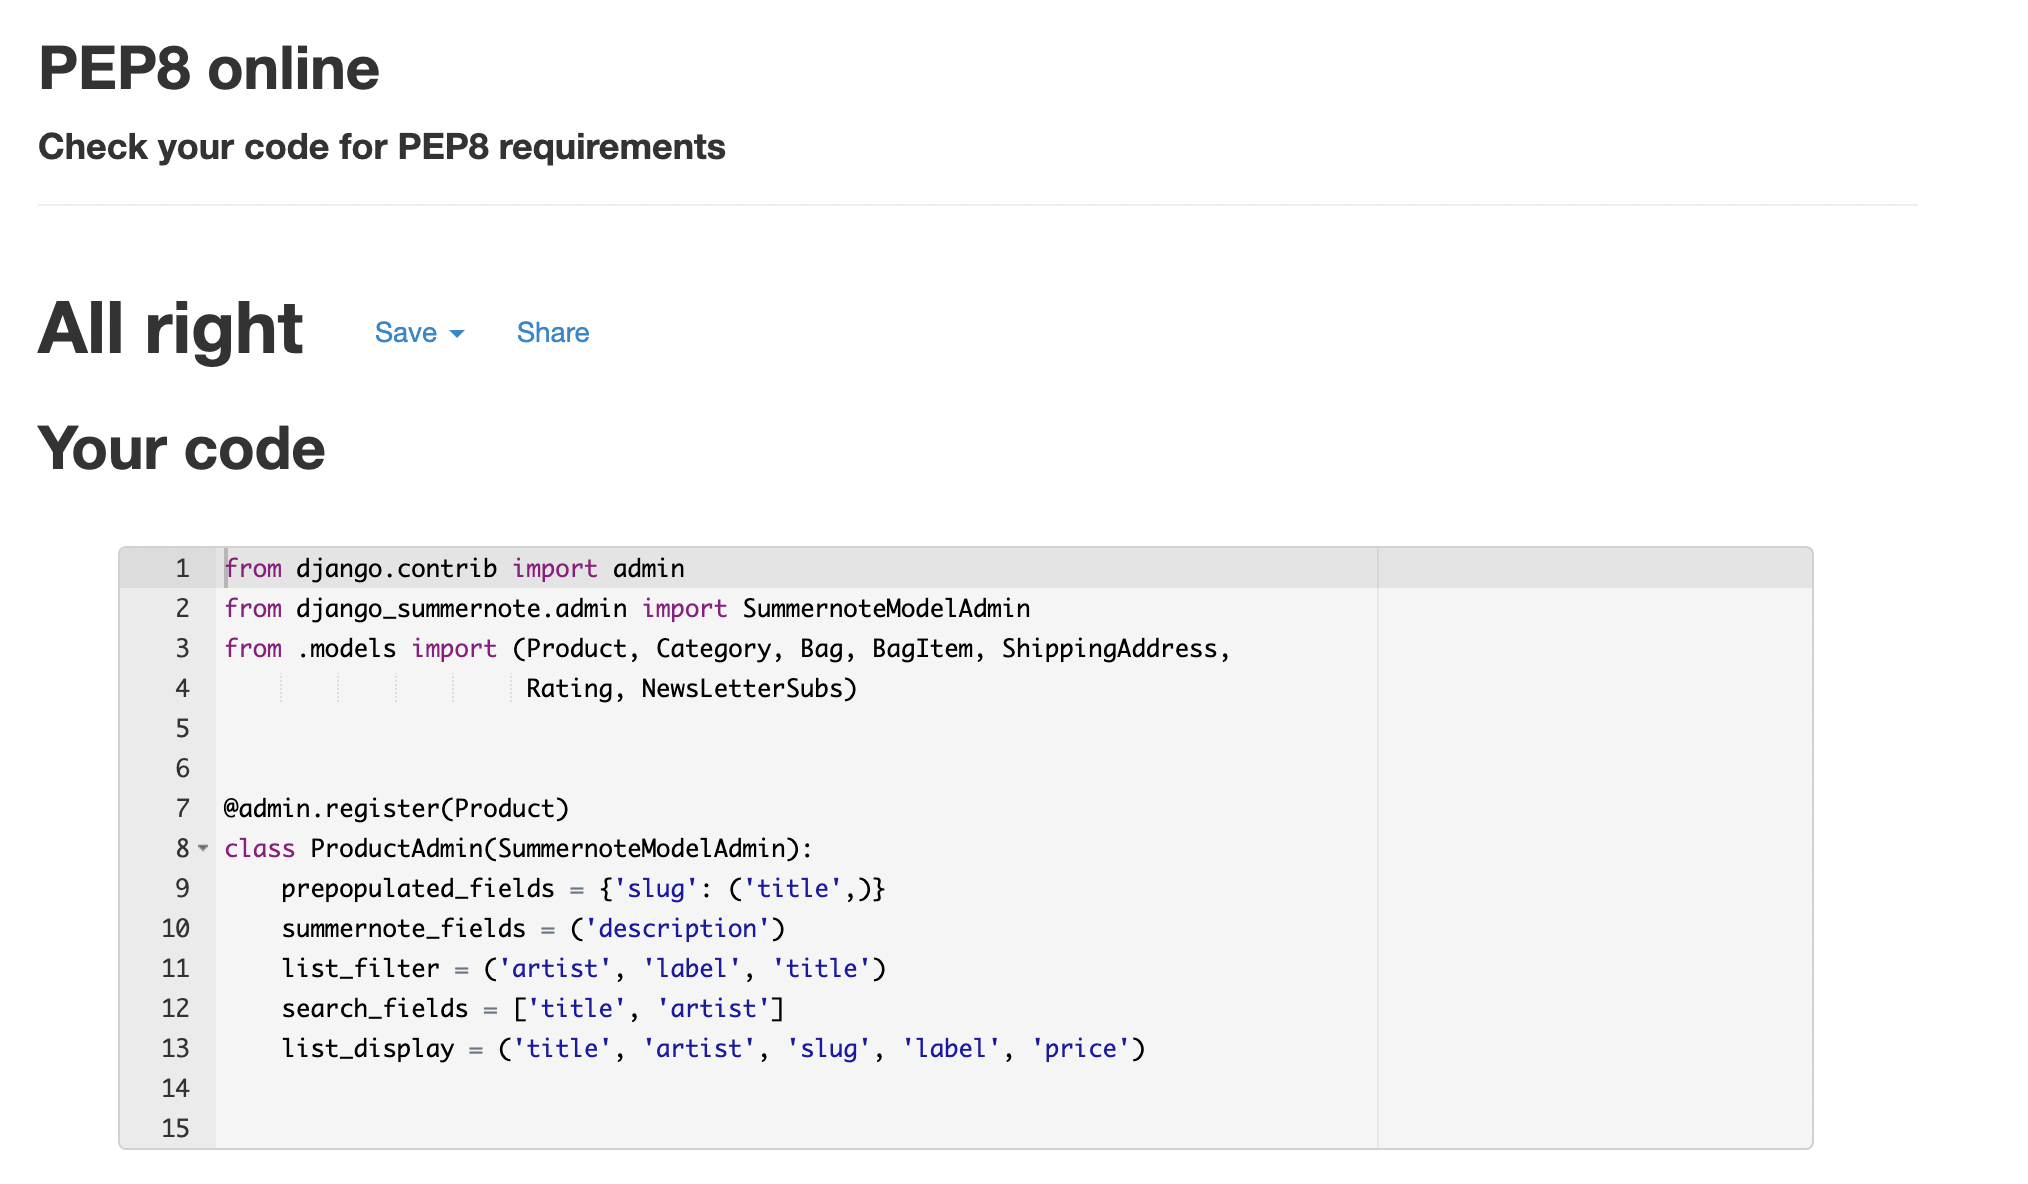 PEP8 online
Check your code for PEP8 requirements
All right Save Share
Your code
1 from django.contrib import admin
2 from django_summernote.admin import SummernoteModelAdmin
3 from .models import (Product, Category, Bag, BagItem, ShippingAddress,
4                      Rating, NewsLetterSubs)
5
6
7 @admin.register(Product)
8 class ProductAdmin(SummernoteModelAdmin):
9     prepopulated_fields = {'slug': ('title',)}
10     summernote_fields = ('description')
11     list_filter = ('artist', 'label', 'title')
12     search_fields = ['title', 'artist']
13     list_display = ('title', 'artist', 'slug', 'label', 'price')
14
15